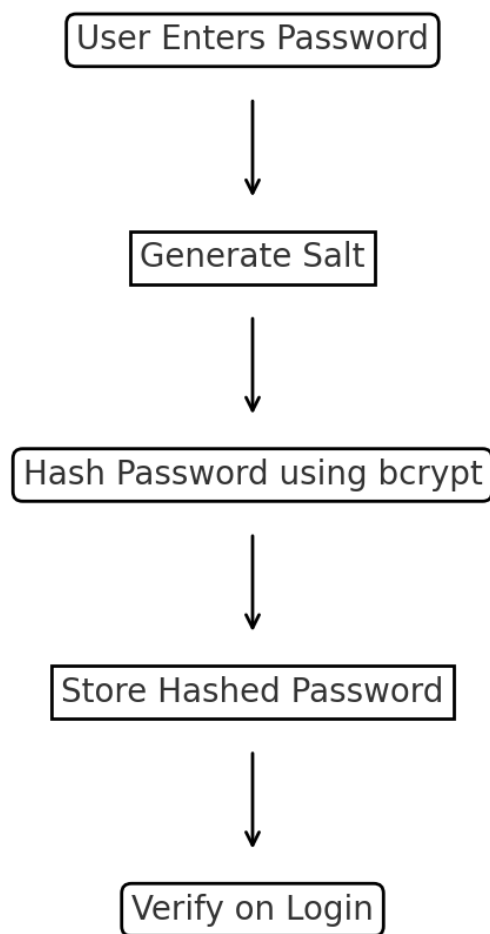 User Enters Password
Generate Salt
Hash Password using bcrypt
Store Hashed Password
Verify on Login